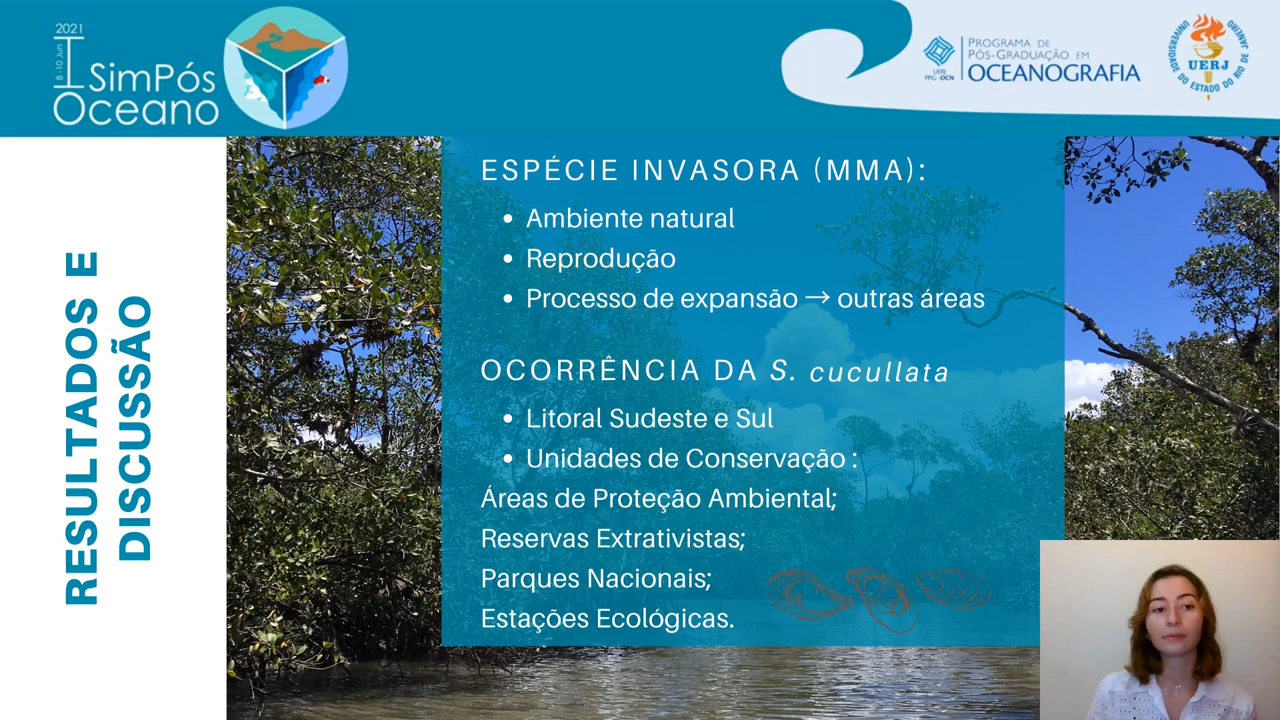 2021
8 - 10 Jun
I SimPós
Oceano
PROGRAMA DE
PÓS-GRADUAÇÃO EM
OCEANOGRAFIA
UERJ
PPG-OCN
UNIVERSIDADE DO ESTADO DO RIO DE JANEIRO
UERJ
RESULTADOS E
DISCUSSÃO
ESPÉCIE INVASORA (MMA):
• Ambiente natural
• Reprodução
• Processo de expansão → outras áreas
OCORRÊNCIA DA S. cucullata
• Litoral Sudeste e Sul
• Unidades de Conservação :
Áreas de Proteção Ambiental;
Reservas Extrativistas;
Parques Nacionais;
Estações Ecológicas.